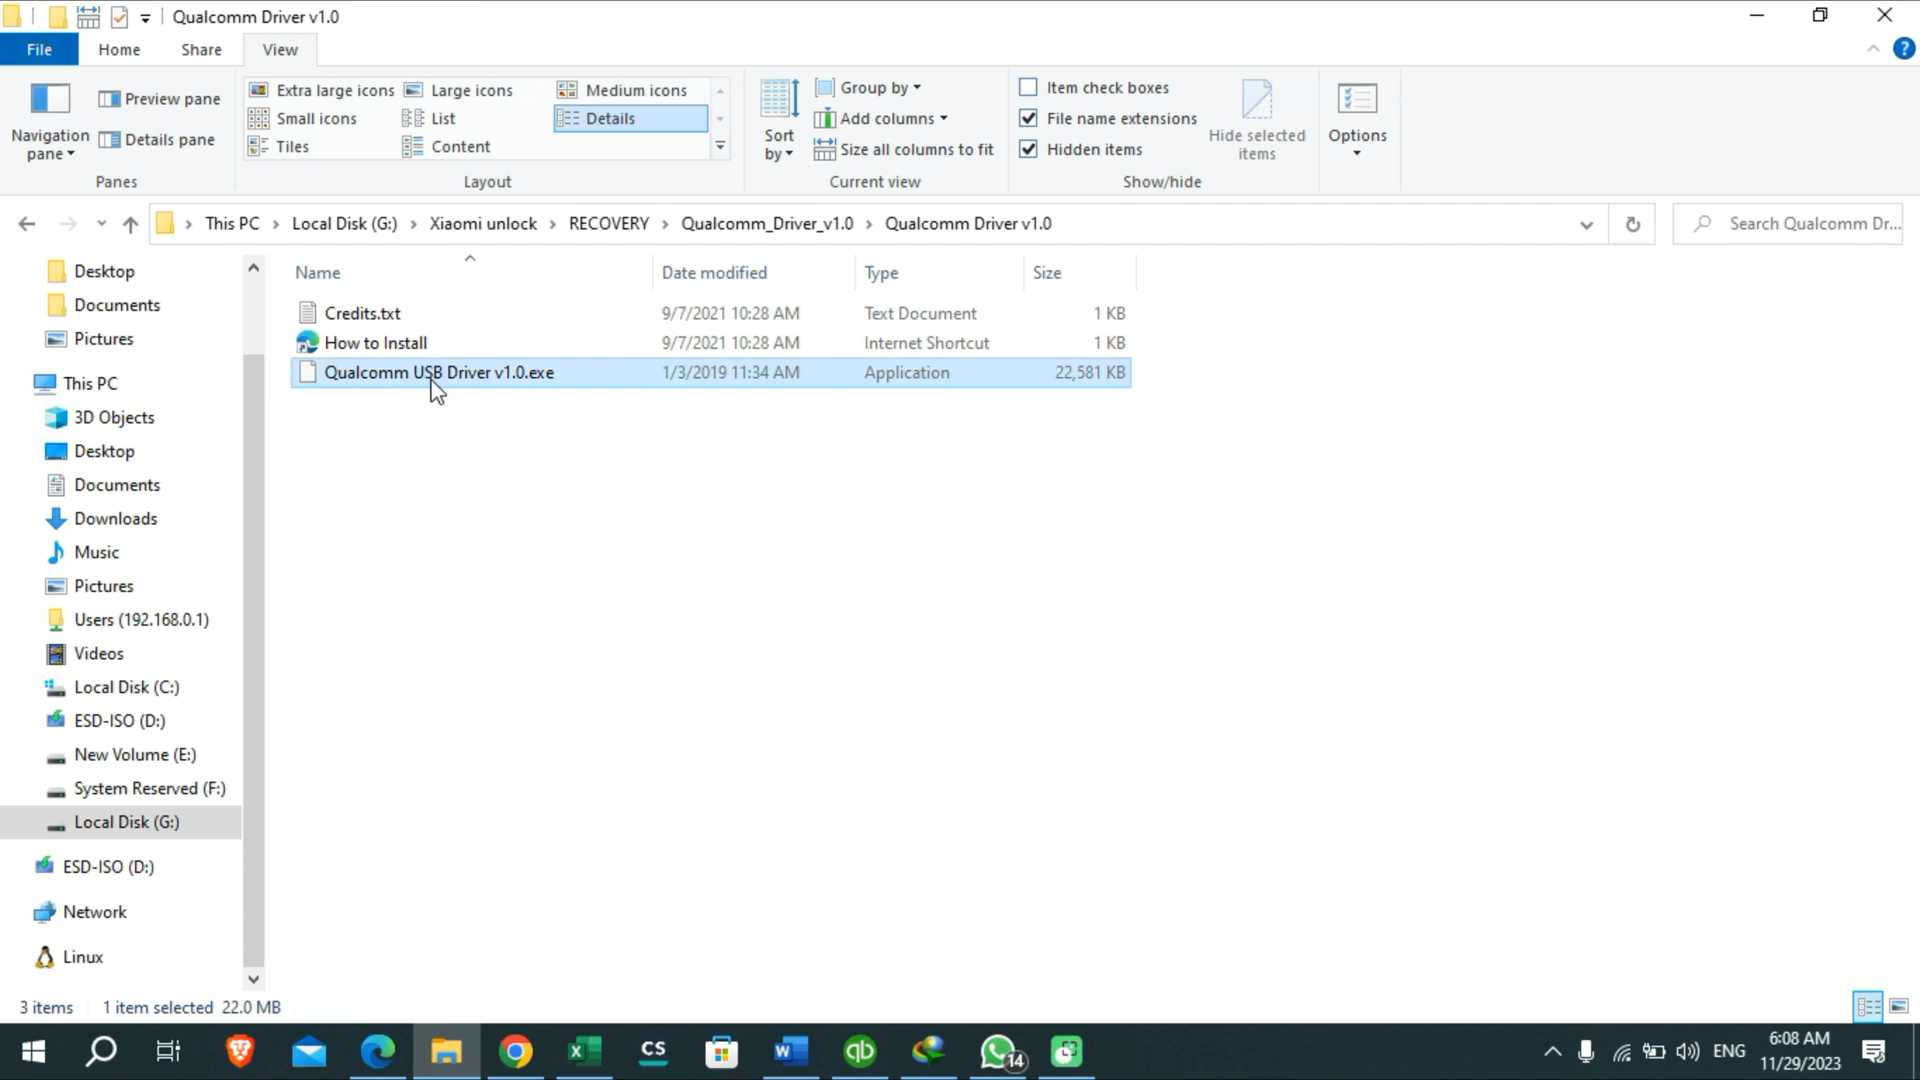 Qualcomm Driver v1.0
File Home Share View
Navigation pane
Preview pane
Details pane
Panes
Extra large icons Large icons Medium icons
Small icons List Details
Tiles Content
Layout
Sort by
Group by
Add columns
Size all columns to fit
Current view
Item check boxes
File name extensions
Hidden items
Hide selected items
Show/hide
Options
This PC Local Disk (G:) Xiaomi unlock RECOVERY Qualcomm_Driver_v1.0 Qualcomm Driver v1.0
Search Qualcomm Dr...
Desktop
Documents
Pictures
This PC
3D Objects
Desktop
Documents
Downloads
Music
Pictures
Users (192.168.0.1)
Videos
Local Disk (C:)
ESD-ISO (D:)
New Volume (E:)
System Reserved (F:)
Local Disk (G:)
ESD-ISO (D:)
Network
Linux
Name Date modified Type Size
Credits.txt 9/7/2021 10:28 AM Text Document 1 KB
How to Install 9/7/2021 10:28 AM Internet Shortcut 1 KB
Qualcomm USB Driver v1.0.exe 1/3/2019 11:34 AM Application 22,581 KB
3 items 1 item selected 22.0 MB
CS
14
ENG
6:08 AM
11/29/2023